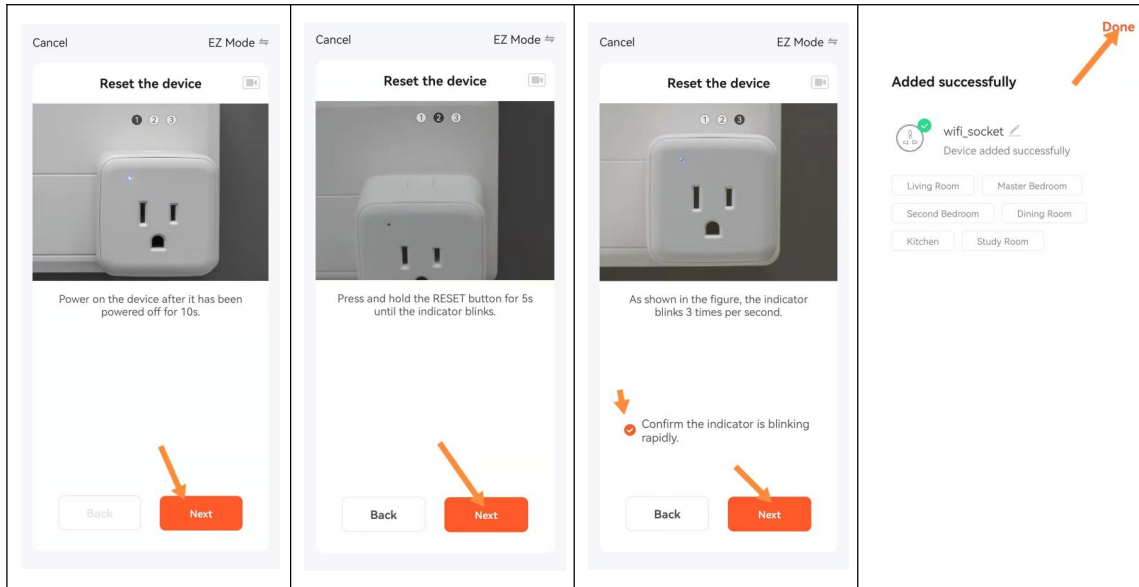 Cancel
EZ Mode
Reset the device
1 2 3
Power on the device after it has been
powered off for 10s.
Back
Next
Cancel
EZ Mode
Reset the device
1 2 3
Press and hold the RESET button for 5s
until the indicator blinks.
Back
Next
Cancel
EZ Mode
Reset the device
1 2 3
As shown in the figure, the indicator
blinks 3 times per second.
Confirm the indicator is blinking
rapidly.
Back
Next
Done
Added successfully
wifi_socket
Device added successfully
Living Room
Master Bedroom
Second Bedroom
Dining Room
Kitchen
Study Room